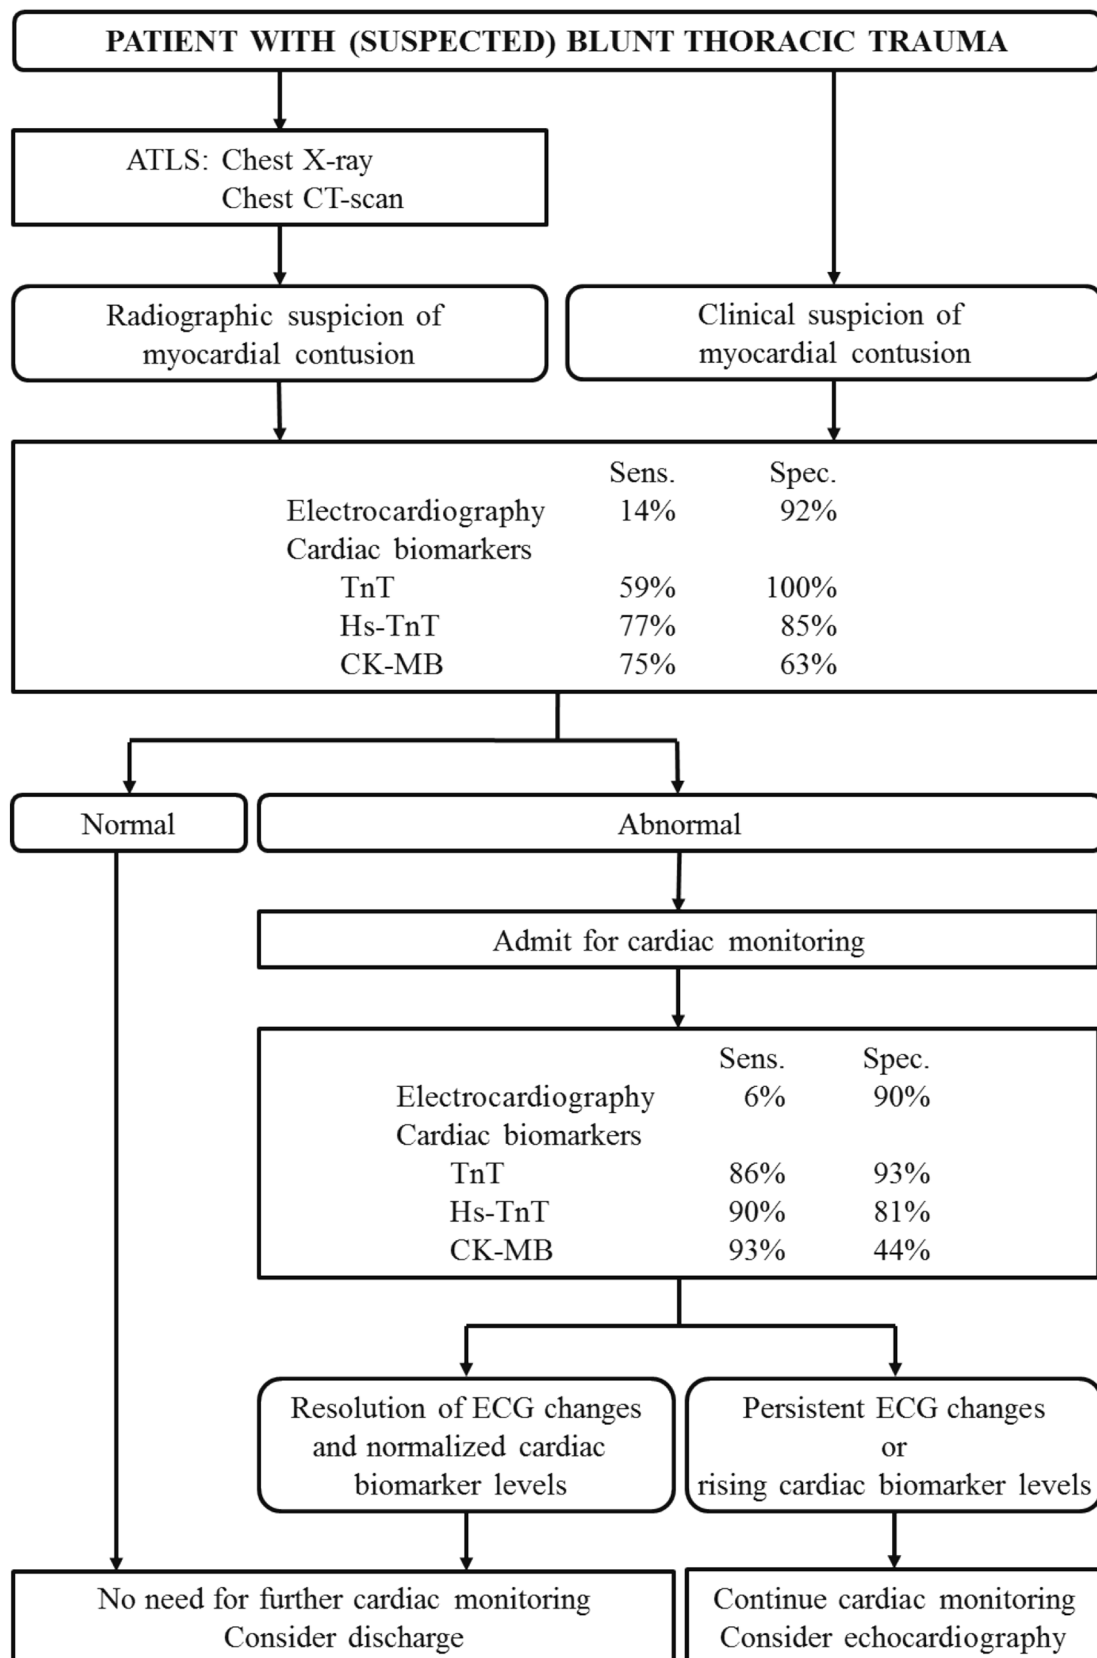 PATIENT WITH (SUSPECTED) BLUNT THORACIC TRAUMA
ATLS: Chest X-ray
Chest CT-scan
Radiographic suspicion of
myocardial contusion
Clinical suspicion of
myocardial contusion
Sens. Spec.
Electrocardiography 14% 92%
Cardiac biomarkers
TnT 59% 100%
Hs-TnT 77% 85%
CK-MB 75% 63%
Normal
Abnormal
Admit for cardiac monitoring
Sens. Spec.
Electrocardiography 6% 90%
Cardiac biomarkers
TnT 86% 93%
Hs-TnT 90% 81%
CK-MB 93% 44%
Resolution of ECG changes
and normalized cardiac
biomarker levels
Persistent ECG changes
or
rising cardiac biomarker levels
No need for further cardiac monitoring
Consider discharge
Continue cardiac monitoring
Consider echocardiography